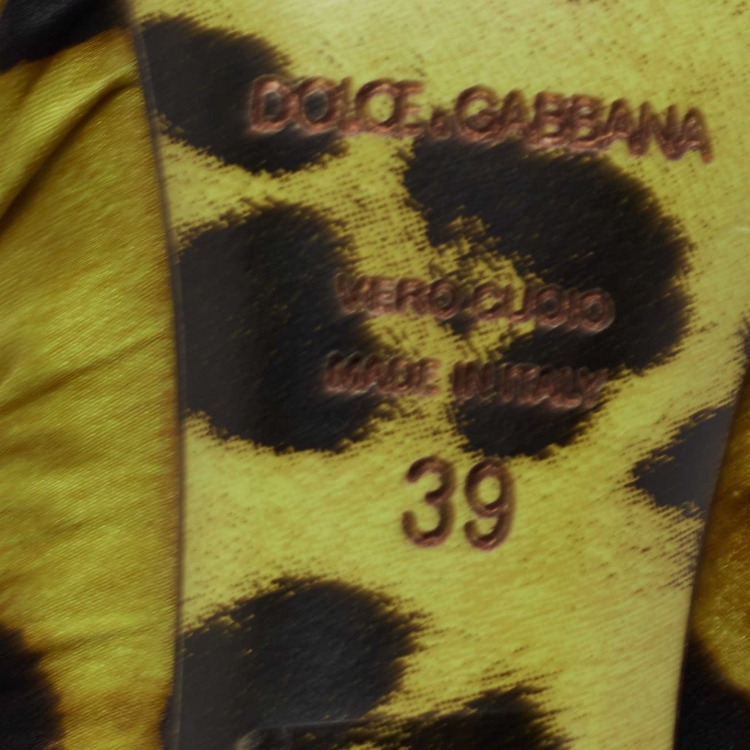 DOLCE & GABBANA
VERO CUOIO
MADE IN ITALY
39